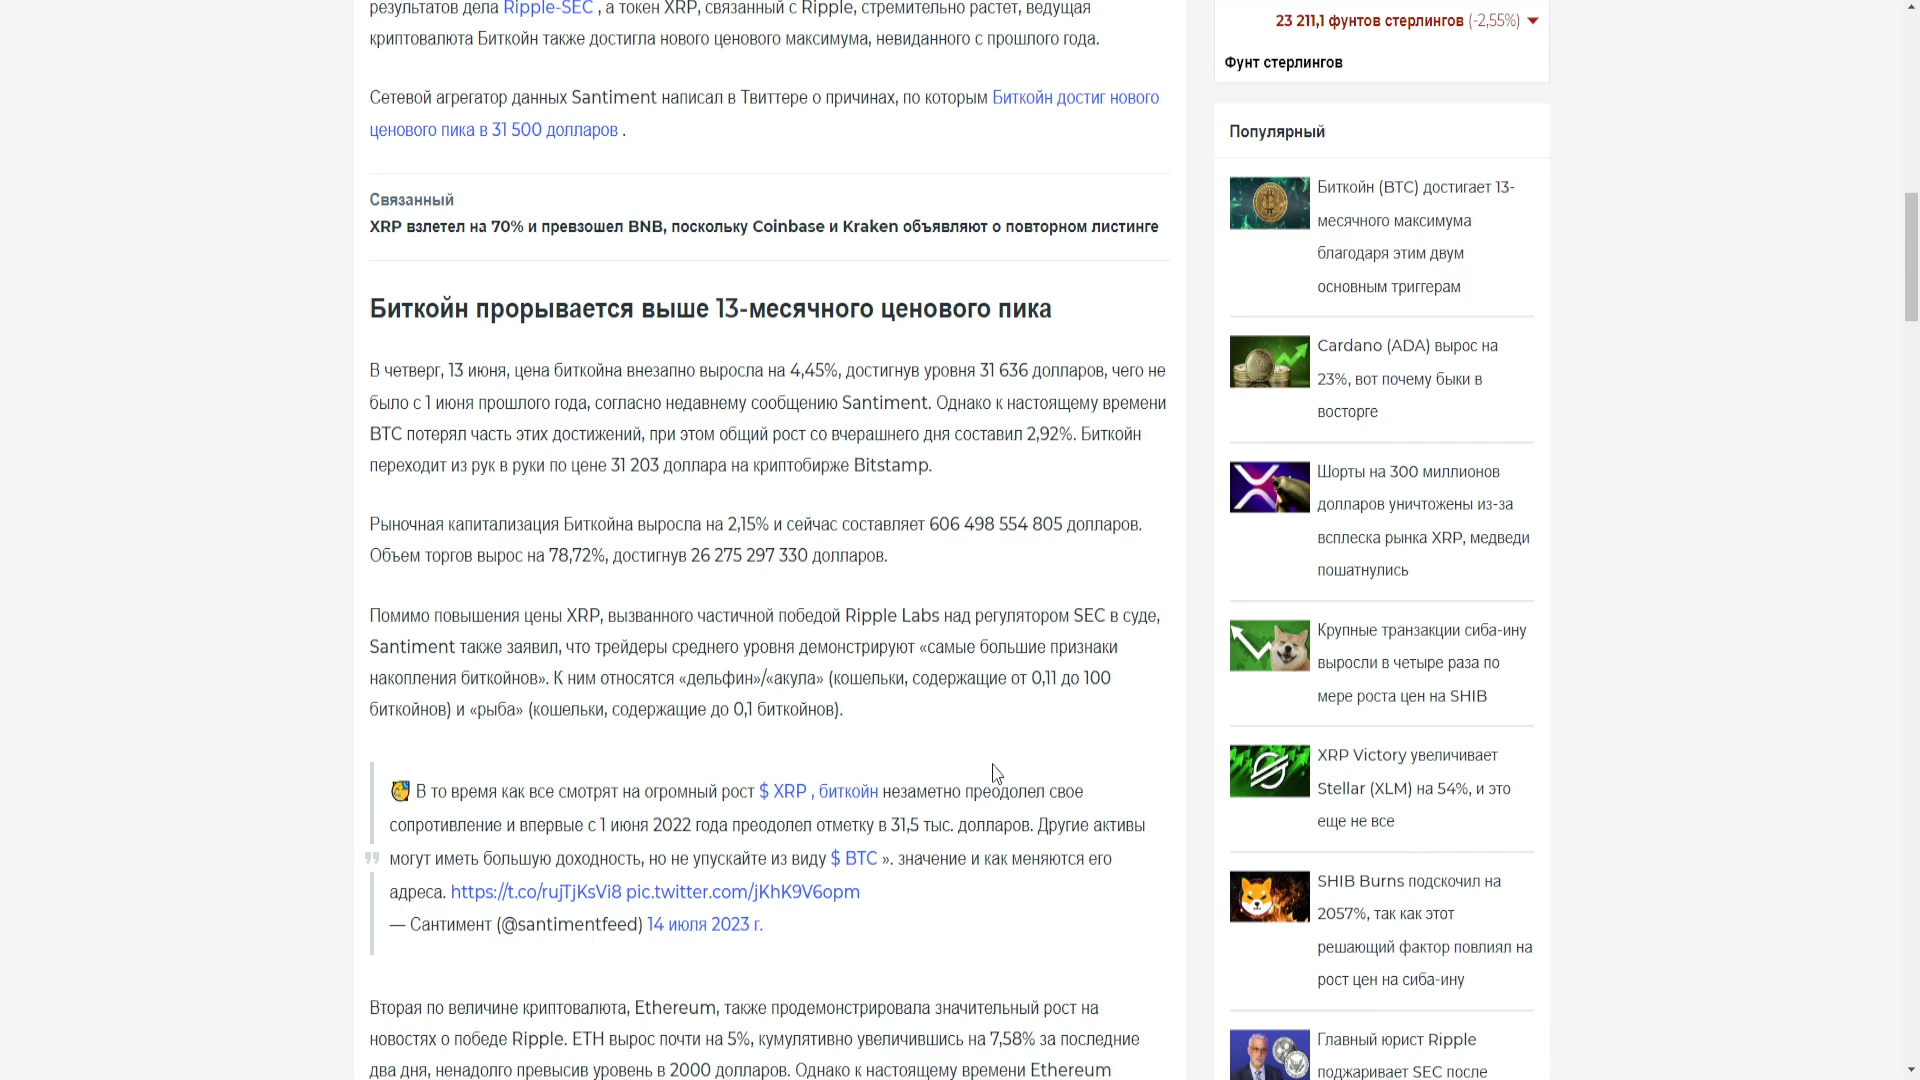 результатов дела Ripple-SEC , а токен XRP, связанный с Ripple, стремительно растет, ведущая
криптовалюта Биткойн также достигла нового ценового максимума, невиданного с прошлого года.
Сетевой агрегатор данных Santiment написал в Твиттере о причинах, по которым Биткойн достиг нового
ценового пика в 31 500 долларов .
Связанный
XRP взлетел на 70% и превзошел BNB, поскольку Coinbase и Kraken объявляют о повторном листинге
Биткойн прорывается выше 13-месячного ценового пика
В четверг, 13 июня, цена биткойна внезапно выросла на 4,45%, достигнув уровня 31 636 долларов, чего не
было с 1 июня прошлого года, согласно недавнему сообщению Santiment. Однако к настоящему времени
BTC потерял часть этих достижений, при этом общий рост со вчерашнего дня составил 2,92%. Биткойн
переходит из рук в руки по цене 31 203 доллара на криптобирже Bitstamp.
Рыночная капитализация Биткойна выросла на 2,15% и сейчас составляет 606 498 554 805 долларов.
Объем торгов вырос на 78,72%, достигнув 26 275 297 330 долларов.
Помимо повышения цены XRP, вызванного частичной победой Ripple Labs над регулятором SEC в суде,
Santiment также заявил, что трейдеры среднего уровня демонстрируют «самые большие признаки
накопления биткойнов». К ним относятся «дельфин»/«акула» (кошельки, содержащие от 0,11 до 100
биткойнов) и «рыба» (кошельки, содержащие до 0,1 биткойнов).
🥳 В то время как все смотрят на огромный рост $ XRP , биткойн незаметно преодолел свое
сопротивление и впервые с 1 июня 2022 года преодолел отметку в 31,5 тыс. долларов. Другие активы
могут иметь большую доходность, но не упускайте из виду $ BTC ». значение и как меняются его
адреса. https://t.co/rujTjKsVi8 pic.twitter.com/jKhK9V6opm
— Сантимент (@santimentfeed) 14 июля 2023 г.
Вторая по величине криптовалюта, Ethereum, также продемонстрировала значительный рост на
новостях о победе Ripple. ETH вырос почти на 5%, кумулятивно увеличившись на 7,58% за последние
два дня, ненадолго превысив уровень в 2000 долларов. Однако к настоящему времени Ethereum
23 211,1 фунтов стерлингов (-2,55%)
Фунт стерлингов
Популярный
Биткойн (BTC) достигает 13-
месячного максимума
благодаря этим двум
основным триггерам
Cardano (ADA) вырос на
23%, вот почему быки в
восторге
Шорты на 300 миллионов
долларов уничтожены из-за
всплеска рынка XRP, медведи
пошатнулись
Крупные транзакции сиба-ину
выросли в четыре раза по
мере роста цен на SHIB
XRP Victory увеличивает
Stellar (XLM) на 54%, и это
еще не все
SHIB Burns подскочил на
2057%, так как этот
решающий фактор повлиял на
рост цен на сиба-ину
Главный юрист Ripple
поджаривает SEC после